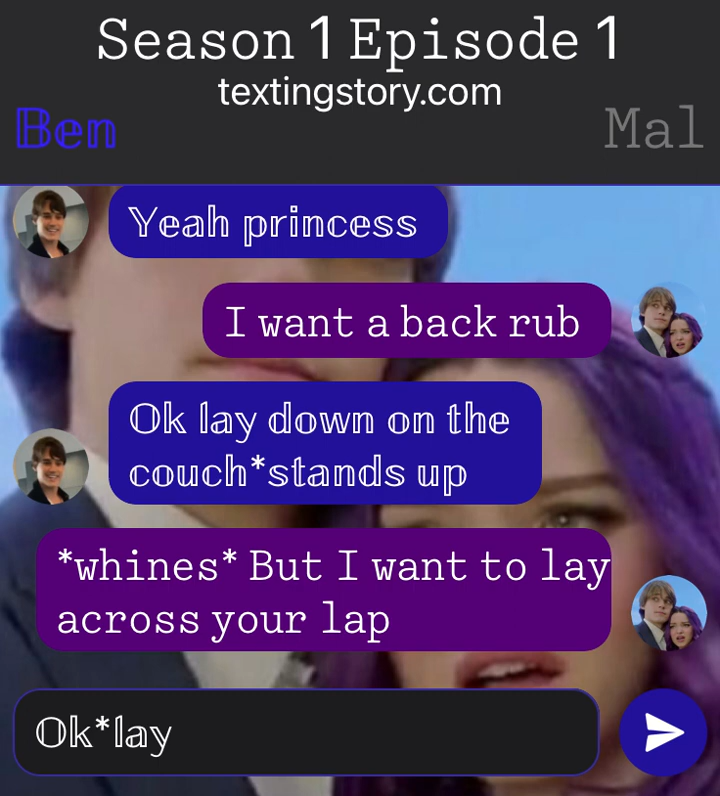 Season 1 Episode 1
textingstory.com
Ben
Mal
Yeah princess
I want a back rub
Ok lay down on the
couch*stands up
*whines* But I want to lay
across your lap
Ok*lay